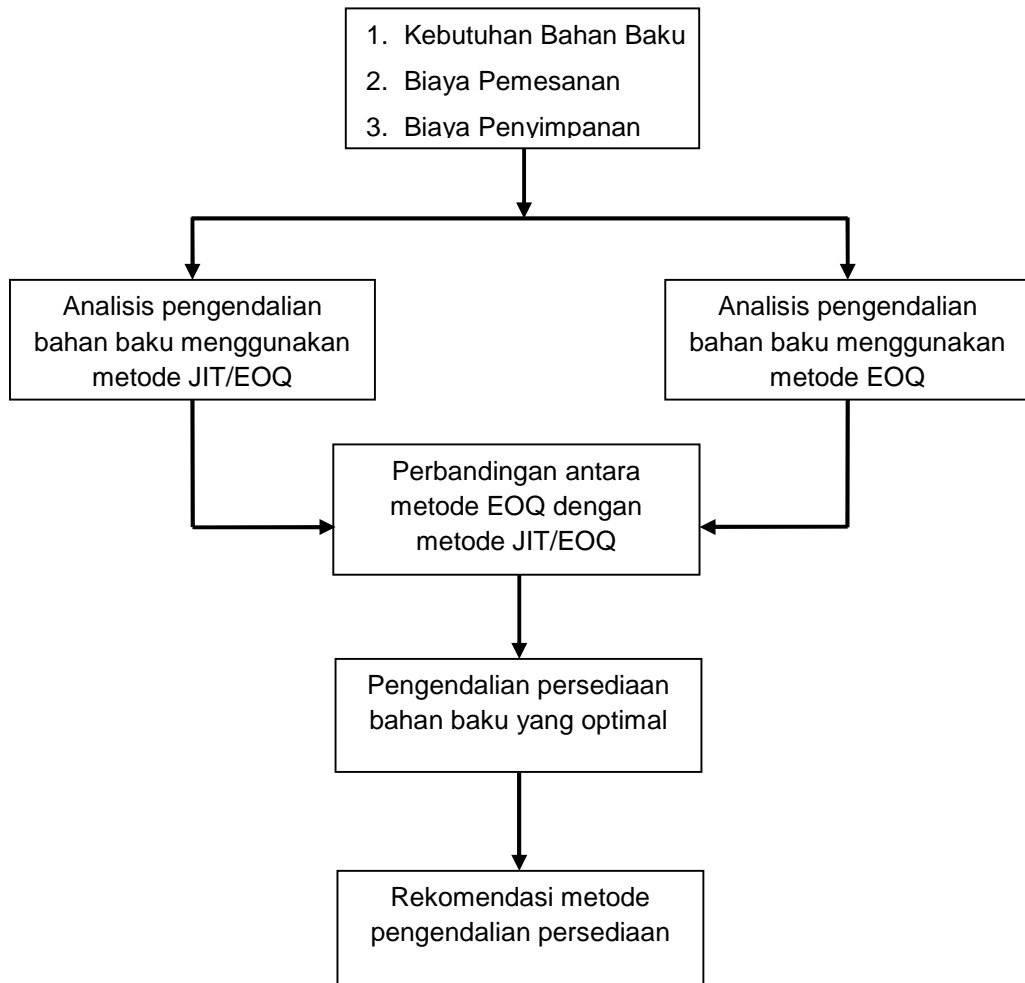 1. Kebutuhan Bahan Baku
2. Biaya Pemesanan
3. Biaya Penyimpanan
Analisis pengendalian
bahan baku menggunakan
metode JIT/EOQ
Analisis pengendalian
bahan baku menggunakan
metode EOQ
Perbandingan antara
metode EOQ dengan
metode JIT/EOQ
Pengendalian persediaan
bahan baku yang optimal
Rekomendasi metode
pengendalian persediaan